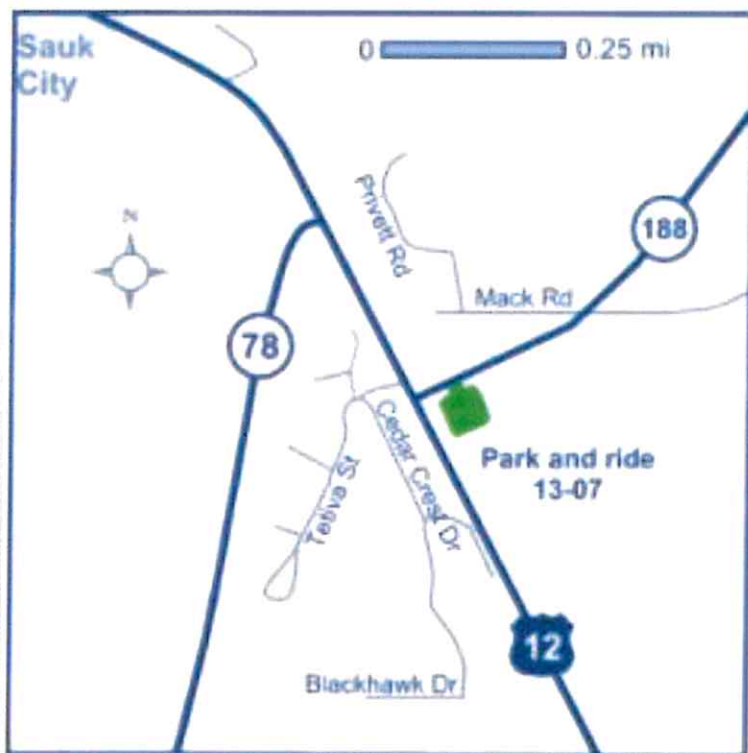 Sauk
City
0 0.25 mi
N
Privett Rd
188
Mack Rd
78
Cedar Crest Dr
Tetiva St
Park and ride
13-07
12
Blackhawk Dr